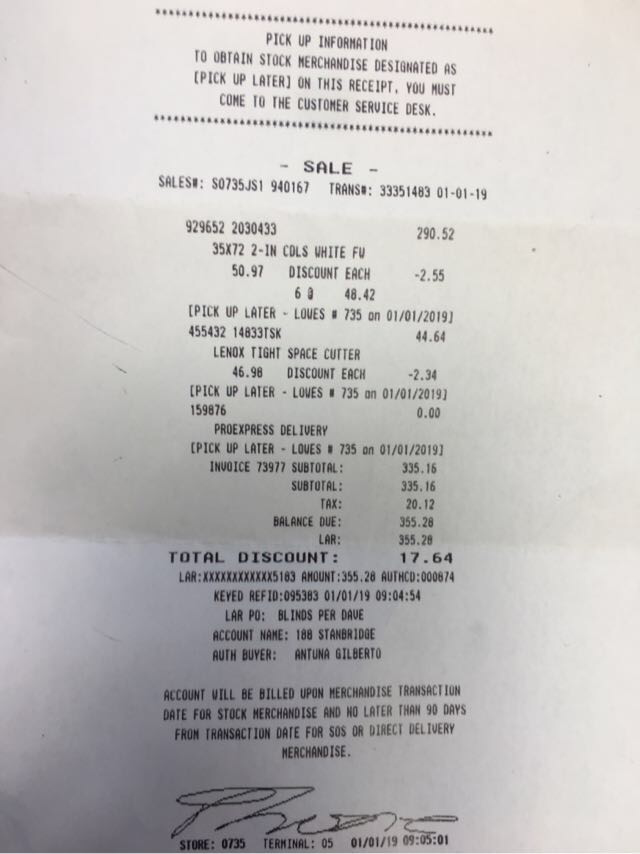 ************************************************
PICK UP INFORMATION
TO OBTAIN STOCK MERCHANDISE DESIGNATED AS
[PICK UP LATER] ON THIS RECEIPT, YOU MUST
COME TO THE CUSTOMER SERVICE DESK.
************************************************
- SALE -
SALES#: S0735JS1 940167 TRANS#: 33351483 01-01-19
929652 2030433 290.52
35X72 2-IN CDLS WHITE FW
50.97 DISCOUNT EACH -2.55
6 @ 48.42
[PICK UP LATER - LOWES # 735 on 01/01/2019]
455432 14833TSK 44.64
LENOX TIGHT SPACE CUTTER
46.98 DISCOUNT EACH -2.34
[PICK UP LATER - LOWES # 735 on 01/01/2019]
159876 0.00
PROEXPRESS DELIVERY
[PICK UP LATER - LOWES # 735 on 01/01/2019]
INVOICE 73977 SUBTOTAL: 335.16
SUBTOTAL: 335.16
TAX: 20.12
BALANCE DUE: 355.28
LAR: 355.28
TOTAL DISCOUNT: 17.64
LAR:XXXXXXXXXXXX5183 AMOUNT:355.28 AUTHCD:000874
KEYED REFID:095383 01/01/19 09:04:54
LAR PO: BLINDS PER DAVE
ACCOUNT NAME: 188 STANBRIDGE
AUTH BUYER: ANTUNA GILBERTO
ACCOUNT WILL BE BILLED UPON MERCHANDISE TRANSACTION
DATE FOR STOCK MERCHANDISE AND NO LATER THAN 90 DAYS
FROM TRANSACTION DATE FOR SOS OR DIRECT DELIVERY
MERCHANDISE.
STORE: 0735 TERMINAL: 05 01/01/19 09:05:01